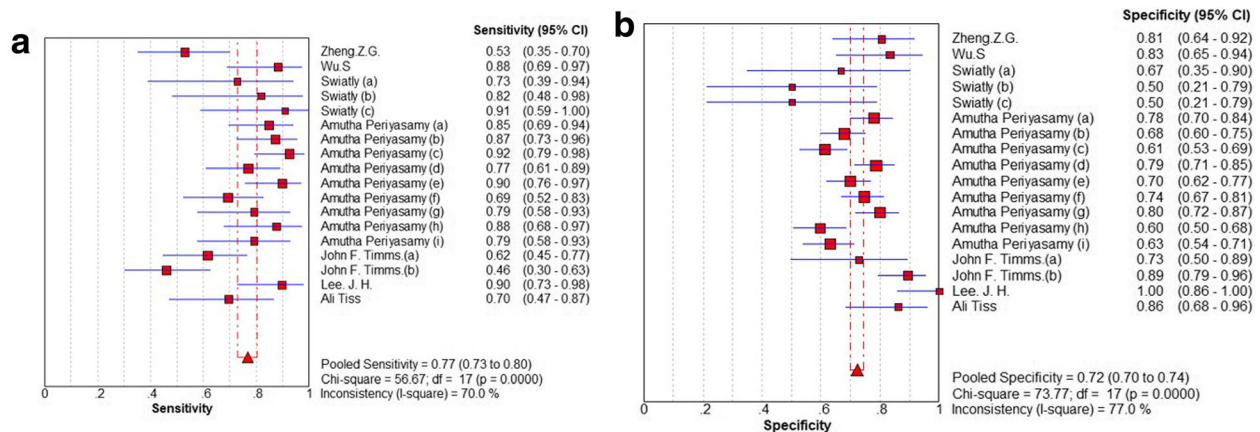 a
Sensitivity (95% CI)
Zheng.Z.G. 0.53 (0.35 - 0.70)
Wu.S 0.88 (0.69 - 0.97)
Swiatly (a) 0.73 (0.39 - 0.94)
Swiatly (b) 0.82 (0.48 - 0.98)
Swiatly (c) 0.91 (0.59 - 1.00)
Amutha Periyasamy (a) 0.85 (0.69 - 0.94)
Amutha Periyasamy (b) 0.87 (0.73 - 0.96)
Amutha Periyasamy (c) 0.92 (0.79 - 0.98)
Amutha Periyasamy (d) 0.77 (0.61 - 0.89)
Amutha Periyasamy (e) 0.90 (0.76 - 0.97)
Amutha Periyasamy (f) 0.69 (0.52 - 0.83)
Amutha Periyasamy (g) 0.79 (0.58 - 0.93)
Amutha Periyasamy (h) 0.88 (0.68 - 0.97)
Amutha Periyasamy (i) 0.79 (0.58 - 0.93)
John F. Timms.(a) 0.62 (0.45 - 0.77)
John F. Timms.(b) 0.46 (0.30 - 0.63)
Lee. J. H. 0.90 (0.73 - 0.98)
Ali Tiss 0.70 (0.47 - 0.87)
Pooled Sensitivity = 0.77 (0.73 to 0.80)
Chi-square = 56.67; df = 17 (p = 0.0000)
Inconsistency (I-square) = 70.0 %
0 .2 .4 .6 .8 1
Sensitivity
b
Specificity (95% CI)
Zheng.Z.G. 0.81 (0.64 - 0.92)
Wu.S 0.83 (0.65 - 0.94)
Swiatly (a) 0.67 (0.35 - 0.90)
Swiatly (b) 0.50 (0.21 - 0.79)
Swiatly (c) 0.50 (0.21 - 0.79)
Amutha Periyasamy (a) 0.78 (0.70 - 0.84)
Amutha Periyasamy (b) 0.68 (0.60 - 0.75)
Amutha Periyasamy (c) 0.61 (0.53 - 0.69)
Amutha Periyasamy (d) 0.79 (0.71 - 0.85)
Amutha Periyasamy (e) 0.70 (0.62 - 0.77)
Amutha Periyasamy (f) 0.74 (0.67 - 0.81)
Amutha Periyasamy (g) 0.80 (0.72 - 0.87)
Amutha Periyasamy (h) 0.60 (0.50 - 0.68)
Amutha Periyasamy (i) 0.63 (0.54 - 0.71)
John F. Timms.(a) 0.73 (0.50 - 0.89)
John F. Timms.(b) 0.89 (0.79 - 0.96)
Lee. J. H. 1.00 (0.86 - 1.00)
Ali Tiss 0.86 (0.68 - 0.96)
Pooled Specificity = 0.72 (0.70 to 0.74)
Chi-square = 73.77; df = 17 (p = 0.0000)
Inconsistency (I-square) = 77.0 %
0 .2 .4 .6 .8 1
Specificity